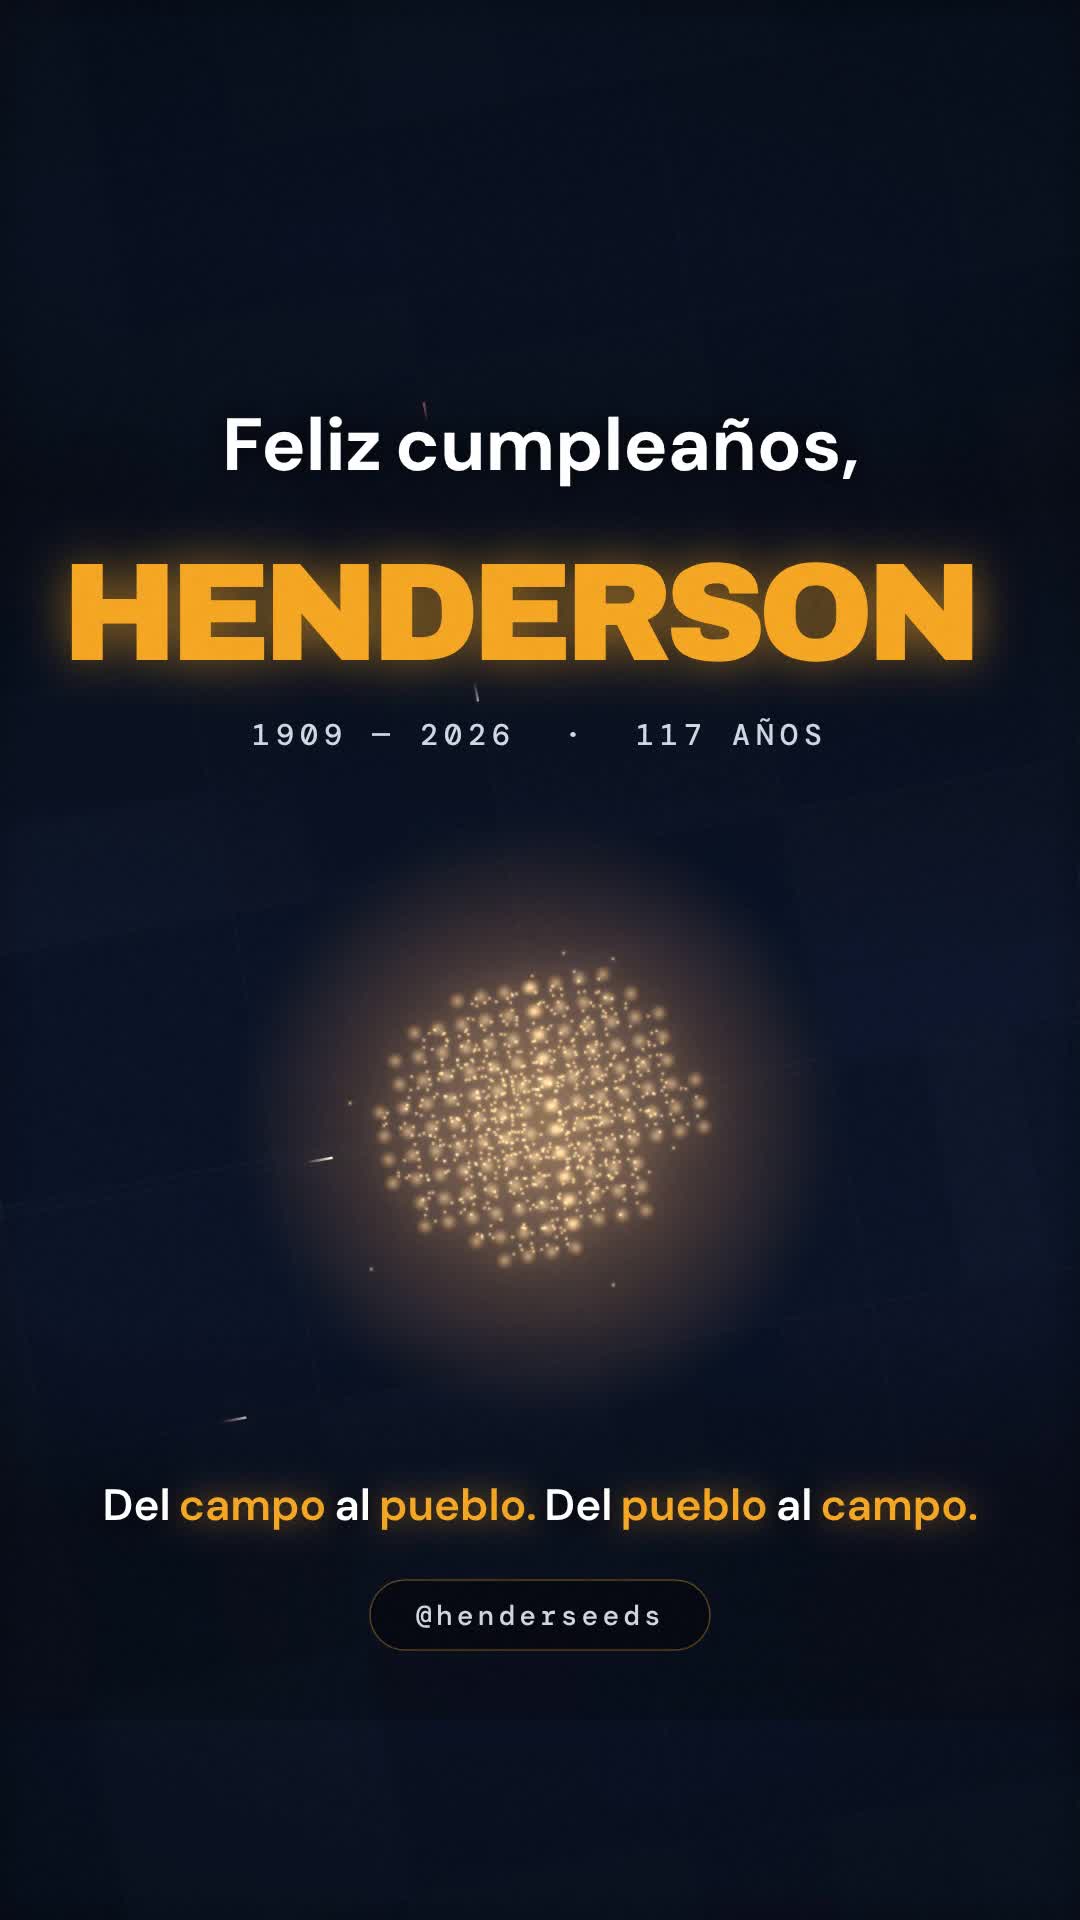 Feliz cumpleaños,
HENDERSON
1909 — 2026 · 117 AÑOS
Del campo al pueblo. Del pueblo al campo.
@henderseeds